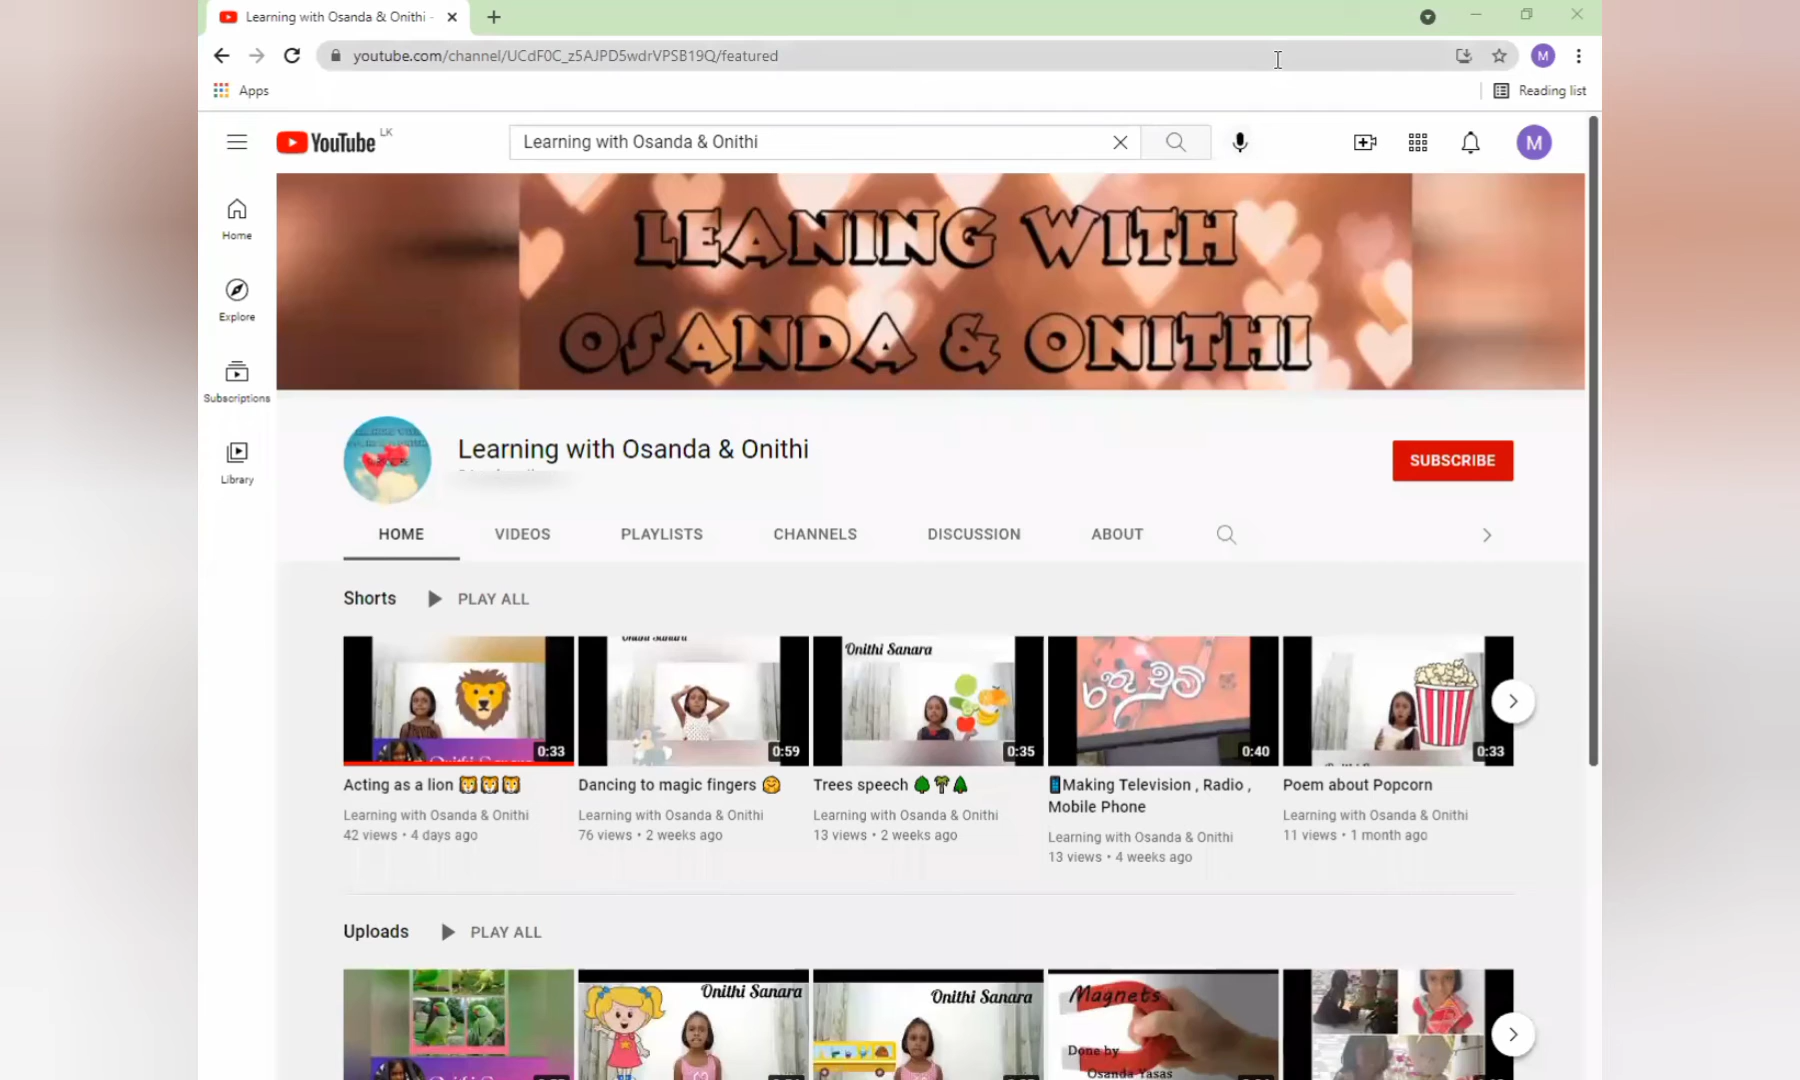 Learning with Osanda & Onithi -
youtube.com/channel/UCdF0C_z5AJPD5wdrVPSB19Q/featured
M
Apps
Reading list
YouTube LK
Learning with Osanda & Onithi
M
Home
Explore
Subscriptions
Library
LEANING WITH
OSANDA & ONITHI
Learning with Osanda & Onithi
SUBSCRIBE
HOME VIDEOS PLAYLISTS CHANNELS DISCUSSION ABOUT
Shorts PLAY ALL
0:33
Onithi Sanara
0:59
Onithi Sanara
0:35
රතු චූටි
0:40
0:33
Acting as a lion 🦁🦁🦁
Learning with Osanda & Onithi
42 views • 4 days ago
Dancing to magic fingers 🤗
Learning with Osanda & Onithi
76 views • 2 weeks ago
Trees speech 🌳🌴🌲
Learning with Osanda & Onithi
13 views • 2 weeks ago
📱Making Television , Radio ,
Mobile Phone
Learning with Osanda & Onithi
13 views • 4 weeks ago
Poem about Popcorn
Learning with Osanda & Onithi
11 views • 1 month ago
Uploads PLAY ALL
Onithi Sanara
Onithi Sanara
Magnets
Done by
Osanda Yasas